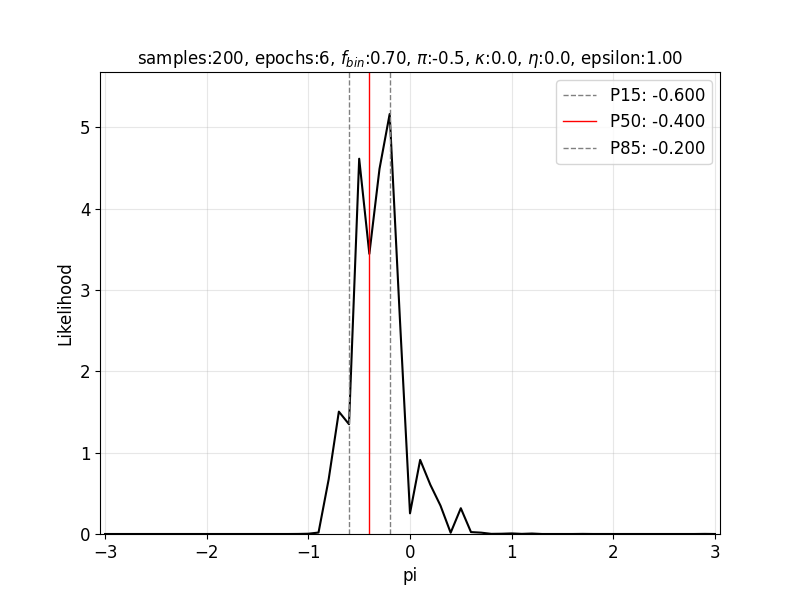 samples:200, epochs:6, f_bin:0.70, π:-0.5, κ:0.0, η:0.0, epsilon:1.00
P15: -0.600
P50: -0.400
P85: -0.200
Likelihood
5
4
3
2
1
0
−3 −2 −1 0 1 2 3
pi